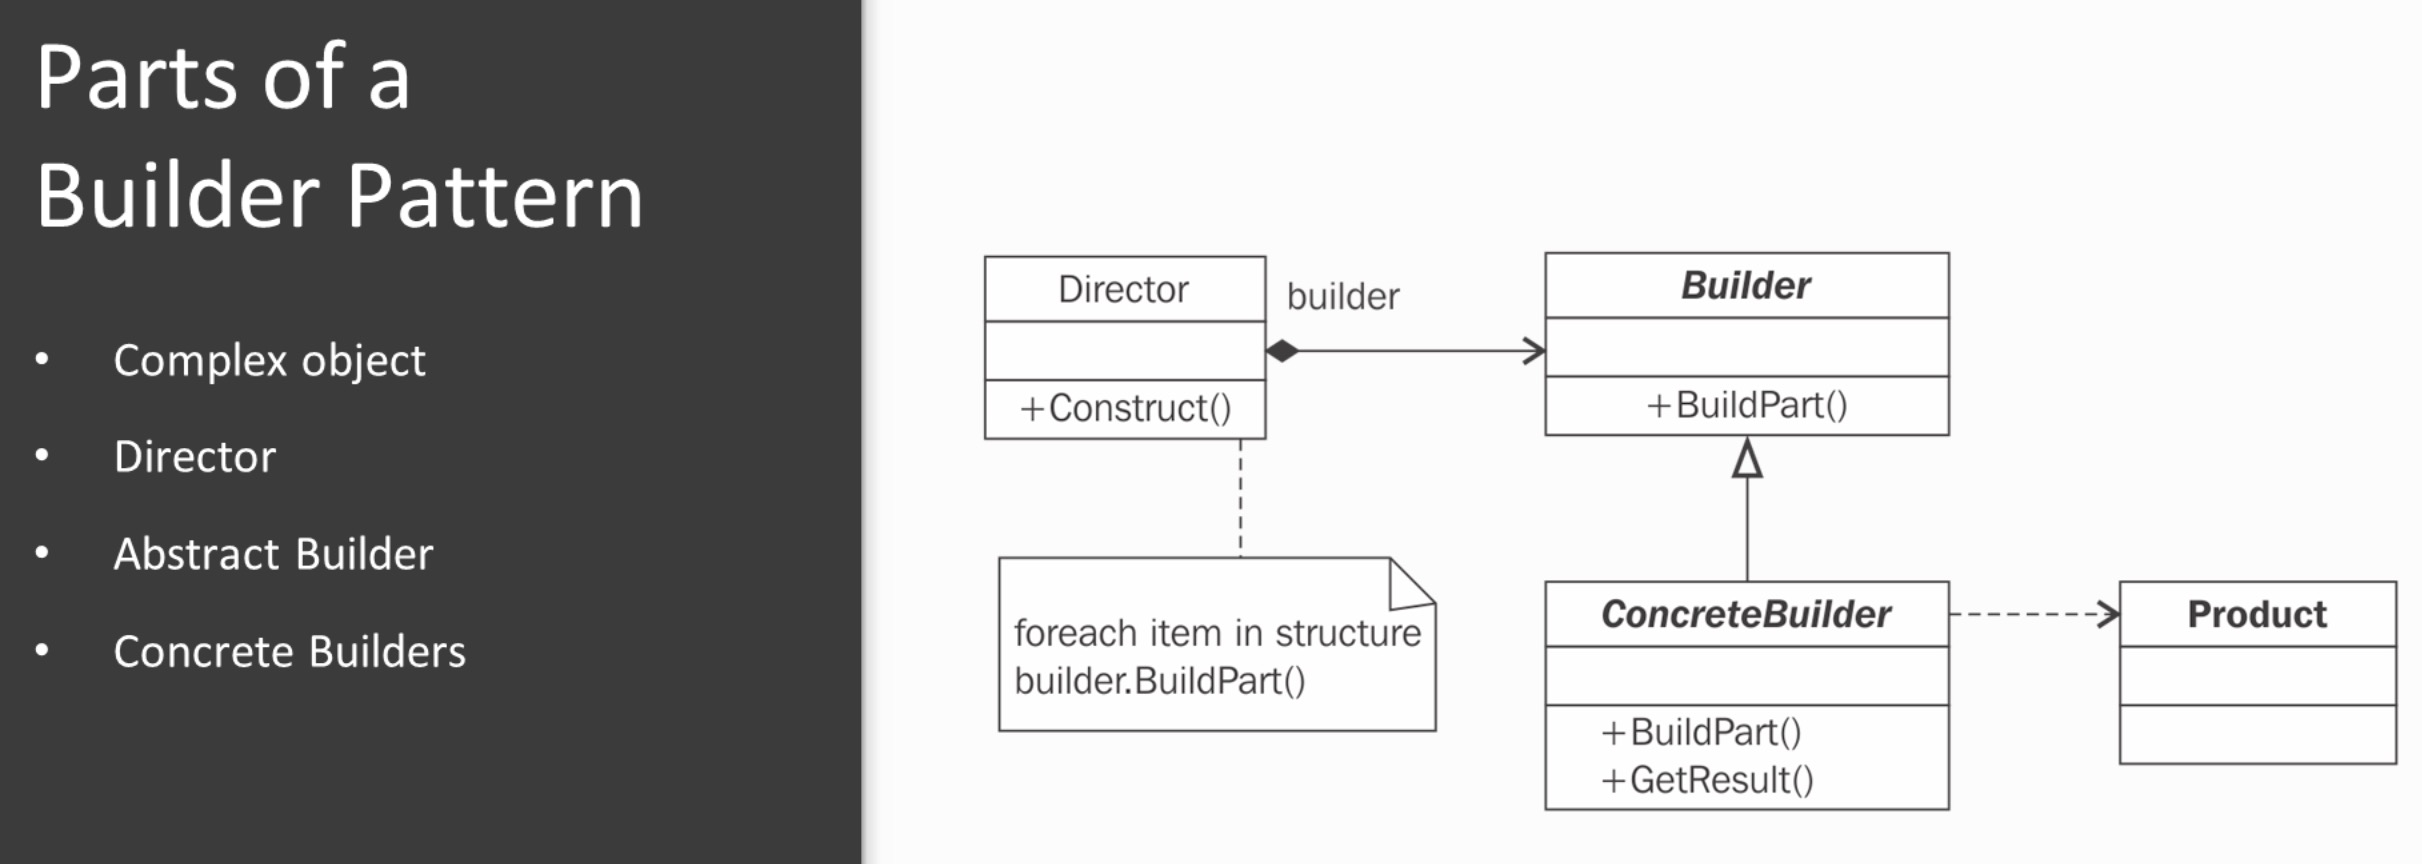 Parts of a
Builder Pattern
• Complex object
• Director
• Abstract Builder
• Concrete Builders
Director
+Construct()
builder
Builder
+BuildPart()
foreach item in structure
builder.BuildPart()
ConcreteBuilder
+BuildPart()
+GetResult()
Product